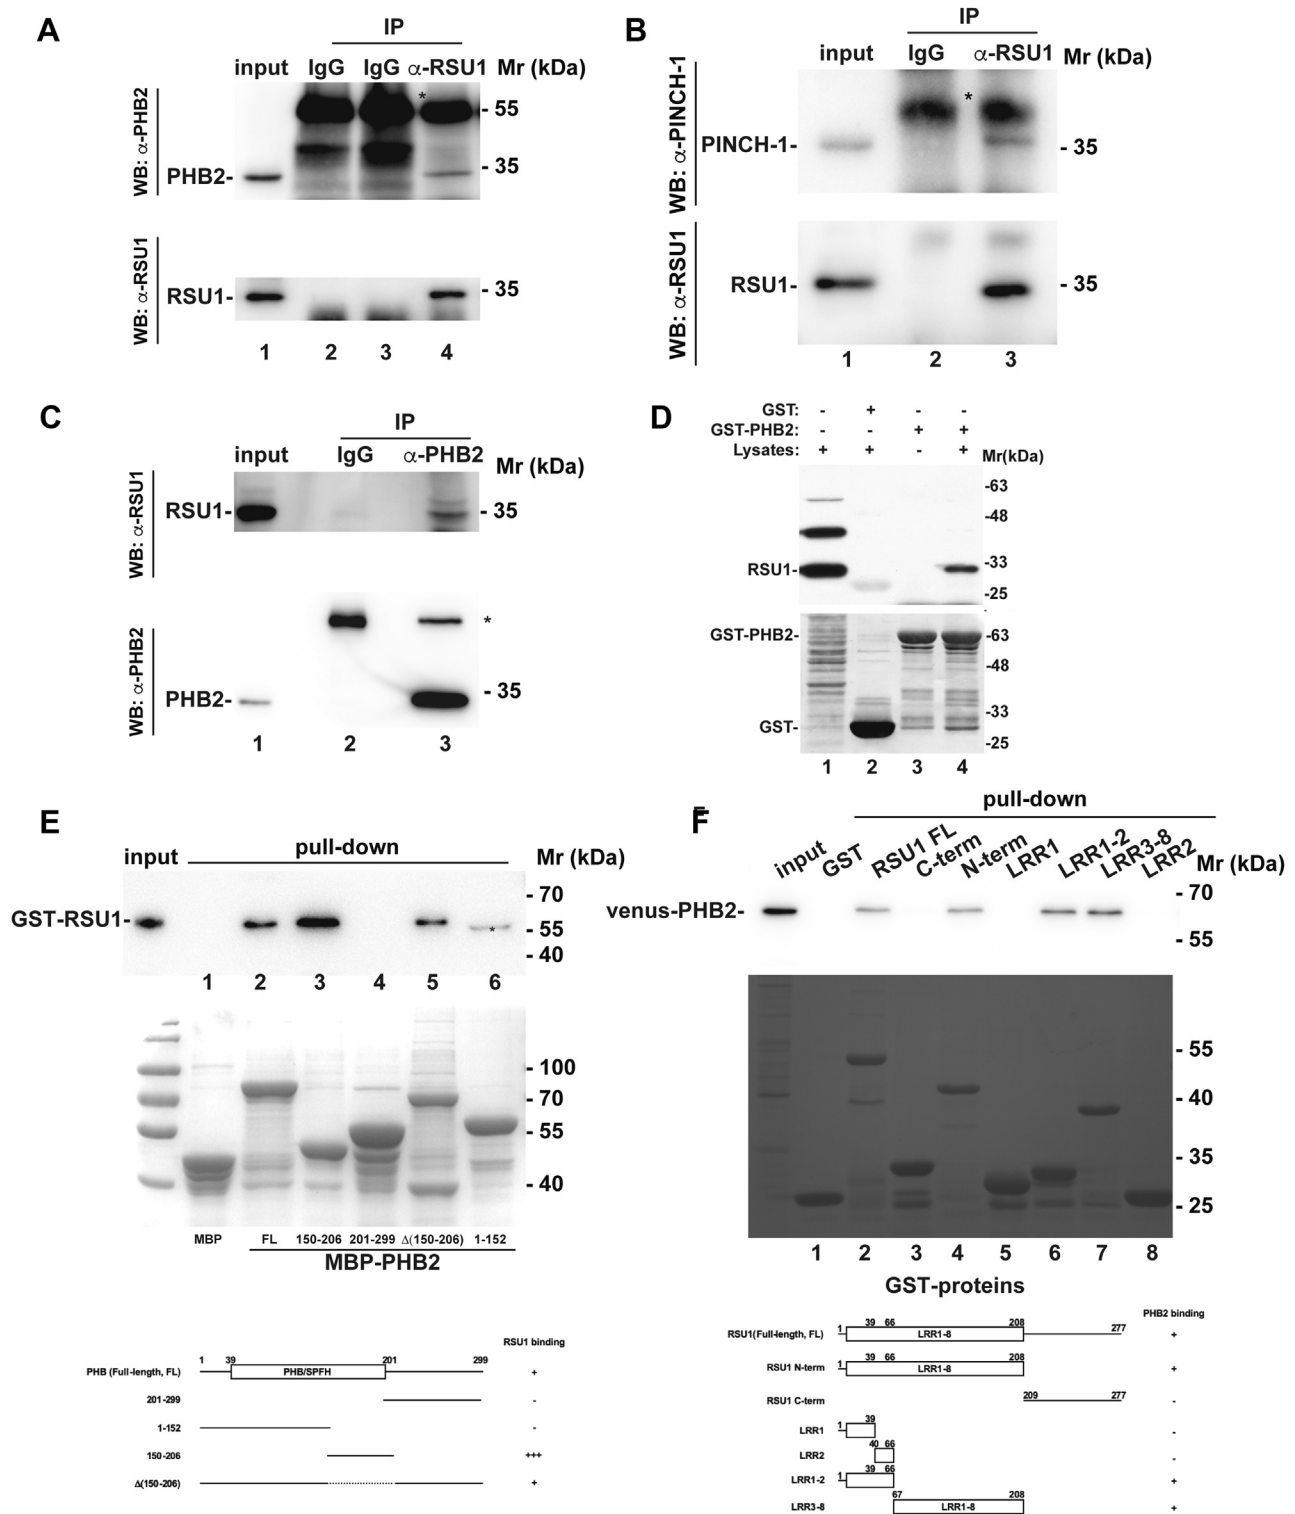 A
IP
input IgG IgG α-RSU1 Mr (kDa)
WB: α-PHB2
*
- 55
- 35
PHB2-
WB: α-RSU1
RSU1-
- 35
1 2 3 4
B
IP
input IgG α-RSU1 Mr (kDa)
WB: α-PINCH-1
*
PINCH-1-
- 35
WB: α-RSU1
RSU1-
- 35
1 2 3
C
IP
input IgG α-PHB2 Mr (kDa)
WB: α-RSU1
RSU1-
- 35
WB: α-PHB2
*
- 35
PHB2-
1 2 3
D
GST: - + - -
GST-PHB2: - - + +
Lysates: + + - +
Mr(kDa)
-63
-48
RSU1-
-33
-25
GST-PHB2-
-63
-48
-33
GST-
-25
1 2 3 4
E
pull-down
input
Mr (kDa)
- 70
GST-RSU1-
- 55
*
- 40
1 2 3 4 5 6
- 100
- 70
- 55
- 40
MBP FL 150-206 201-299 Δ(150-206) 1-152
MBP-PHB2
RSU1 binding
1 39 201 299
PHB (Full-length, FL) PHB/SPFH +
201-299 -
1-152 -
150-206 +++
Δ(150-206) +
F
pull-down
input GST RSU1 FL C-term N-term LRR1 LRR1-2 LRR3-8 LRR2
Mr (kDa)
- 70
venus-PHB2-
- 55
- 55
- 40
- 35
- 25
1 2 3 4 5 6 7 8
GST-proteins
PHB2 binding
1 39 66 208 277
RSU1(Full-length, FL) LRR1-8 +
1 39 66 208
RSU1 N-term LRR1-8 +
209 277
RSU1 C-term -
1 39
LRR1 -
40 66
LRR2 -
1 39 66
LRR1-2 +
67 208
LRR3-8 LRR1-8 +